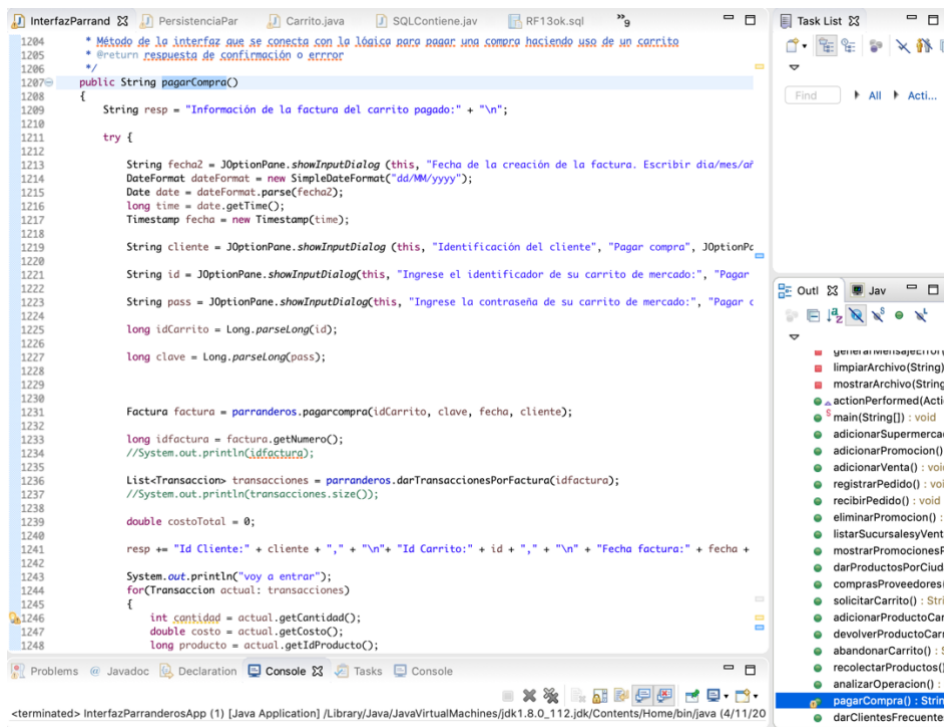 InterfazParrand
PersistenciaPar
Carrito.java
SQLContiene.jav
RF13ok.sql
»9
1204 * Método de la interfaz que se conecta con la lógica para pagar una compra haciendo uso de un carrito
1205 * @return respuesta de confirmación o errror
1206 */
1207 public String pagarCompra()
1208 {
1209 String resp = "Información de la factura del carrito pagado:" + "\n";
1210
1211 try {
1212
1213 String fecha2 = JOptionPane.showInputDialog (this, "Fecha de la creación de la factura. Escribir dia/mes/añ
1214 DateFormat dateFormat = new SimpleDateFormat("dd/MM/yyyy");
1215 Date date = dateFormat.parse(fecha2);
1216 long time = date.getTime();
1217 Timestamp fecha = new Timestamp(time);
1218
1219 String cliente = JOptionPane.showInputDialog (this, "Identificación del cliente", "Pagar compra", JOptionPa
1220
1221 String id = JOptionPane.showInputDialog(this, "Ingrese el identificador de su carrito de mercado:", "Pagar
1222
1223 String pass = JOptionPane.showInputDialog(this, "Ingrese la contraseña de su carrito de mercado:", "Pagar c
1224
1225 long idCarrito = Long.parseLong(id);
1226
1227 long clave = Long.parseLong(pass);
1228
1229
1230
1231 Factura factura = parranderos.pagarcompra(idCarrito, clave, fecha, cliente);
1232
1233 long idfactura = factura.getNumero();
1234 //System.out.println(idfactura);
1235
1236 List<Transaccion> transacciones = parranderos.darTransaccionesPorFactura(idfactura);
1237 //System.out.println(transacciones.size());
1238
1239 double costoTotal = 0;
1240
1241 resp += "Id Cliente:" + cliente + "," + "\n"+ "Id Carrito:" + id + "," + "\n" + "Fecha factura:" + fecha +
1242
1243 System.out.println("voy a entrar");
1244 for(Transaccion actual: transacciones)
1245 {
1246 int cantidad = actual.getCantidad();
1247 double costo = actual.getCosto();
1248 long producto = actual.getIdProducto();
Problems
Javadoc
Declaration
Console
Tasks
Console
<terminated> InterfazParranderosApp (1) [Java Application] /Library/Java/JavaVirtualMachines/jdk1.8.0_112.jdk/Contents/Home/bin/java (4/11/20
Task List
Find
All
Acti...
Outl
Jav
generarMensajeError(
limpiarArchivo(String)
mostrarArchivo(String
actionPerformed(Acti
main(String[]) : void
adicionarSupermerca
adicionarPromocion()
adicionarVenta() : void
registrarPedido() : voi
recibirPedido() : void
eliminarPromocion() :
listarSucursalesyVent
mostrarPromocionesP
darProductosPorCiud
comprasProveedores(
solicitarCarrito() : Stri
adicionarProductoCar
devolverProductoCarr
abandonarCarrito() : S
recolectarProductos()
analizarOperacion() :
pagarCompra() : Strin
darClientesFrecuent